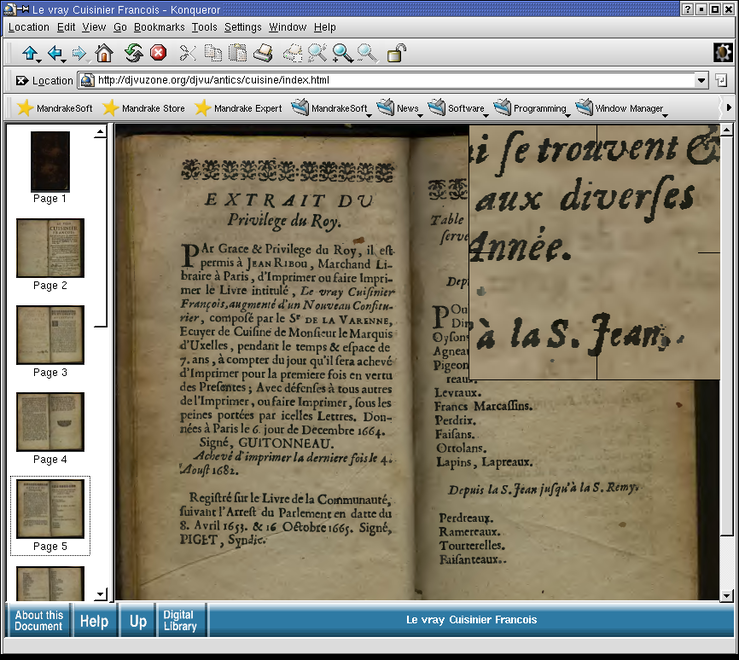 Le vray Cuisinier Francois - Konqueror
Location Edit View Go Bookmarks Tools Settings Window Help
Location http://djvuzone.org/djvu/antics/cuisine/index.html
MandrakeSoft Mandrake Store Mandrake Expert MandrakeSoft News Software Programming Window Manager
Page 1
Page 2
Page 3
Page 4
Page 5
EXTRAIT DU
Privilege du Roy.
PAr Grace & Privilege du Roy, il est
permis à JEAN RIBOU, Marchand Li-
braire à Paris, d'Imprimer ou faire Impri-
mer le Livre intitulé, Le vray Cuisinier
François, augmenté d'un Nouveau Confitu-
rier, composé par le Sr DE LA VARENNE,
Ecuyer de Cuisine de Monsieur le Marquis
d'Uxelles, pendant le temps & espace de
7. ans, à compter du jour qu'il sera achevé
d'Imprimer pour la premiere fois en vertu
des Presentes; Avec défenses à tous autres
de l'Imprimer, ou faire Imprimer, sous les
peines portées par icelles Lettres. Don-
nées à Paris le 6. jour de Decembre 1664.
Signé, GUITONNEAU.
Achevé d'imprimer la derniere fois le 4.
Aoust 1682.
Registré sur le Livre de la Communauté,
suivant l'Arrest du Parlement en datte du
8. Avril 1653. & 16 Octobre 1665. Signé,
PIGET, Syndic.
Table
serve
Dep
POu
Din
Oyson
Agneau
Pigeon
reaux
Levraux.
Francs Marcassins.
Perdrix.
Faisans.
Ortolans.
Lapins, Lapreaux.
Depuis la S. Jean jusqu'à la S. Remy.
Perdreaux.
Ramereaux.
Tourterelles.
Faisanteaux.
i se trouvent &
aux diverses
Année.
à la S. Jean.
About this Document
Help
Up
Digital Library
Le vray Cuisinier Francois